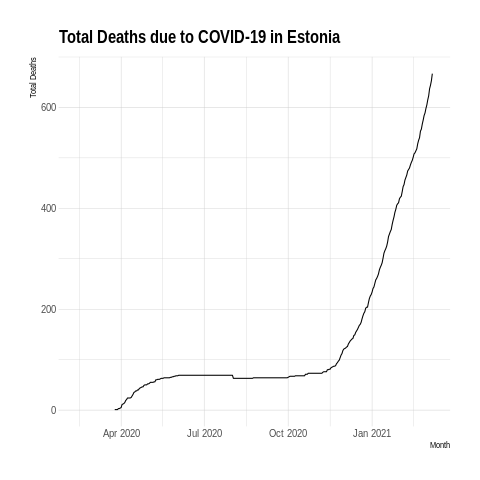 Total Deaths due to COVID-19 in Estonia
Total Deaths
600
400
200
0
Apr 2020 Jul 2020 Oct 2020 Jan 2021
Month